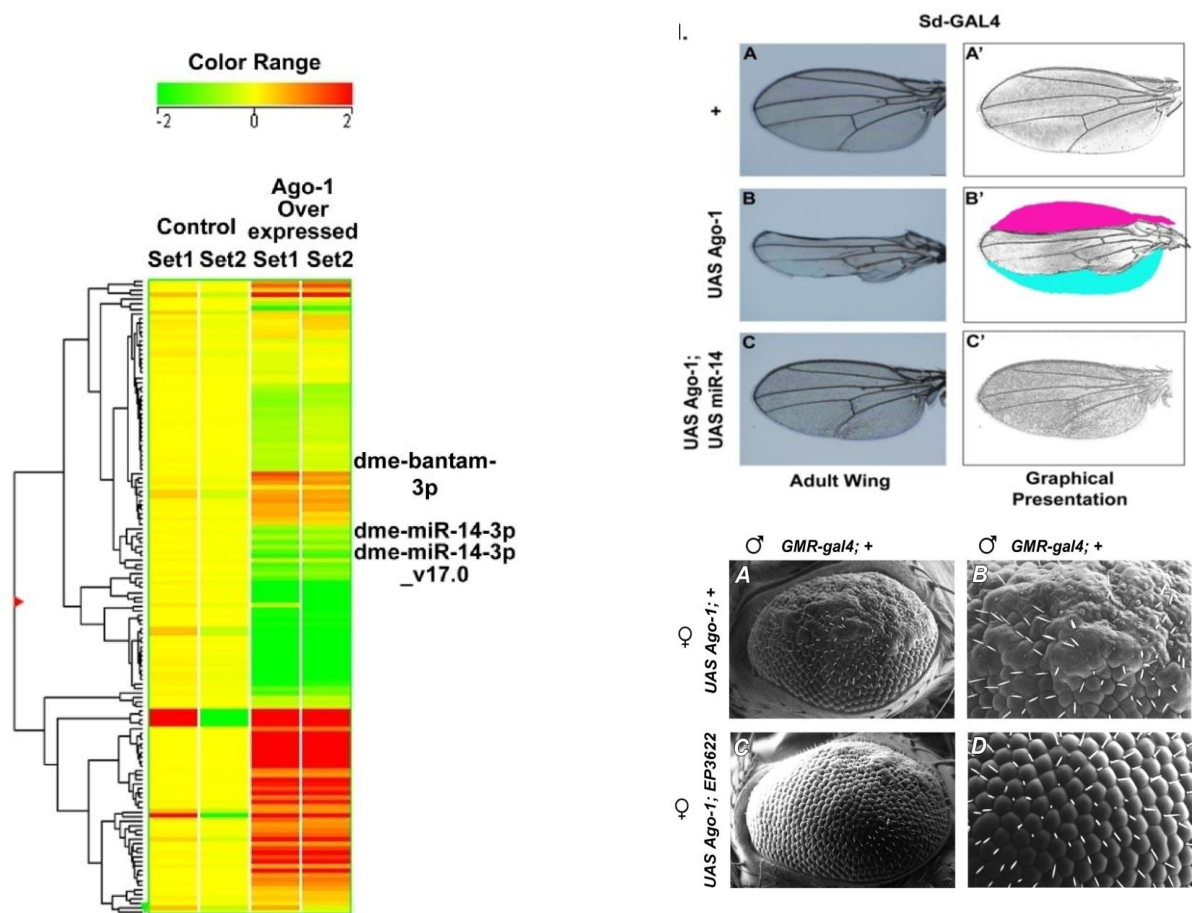 Color Range
-2 0 2
Ago-1
Over
expressed
Control
Set1 Set2 Set1 Set2
dme-bantam-
3p
dme-miR-14-3p
dme-miR-14-3p
_v17.0
I.
Sd-GAL4
A
A'
+
B
B'
UAS Ago-1
C
C'
UAS Ago-1;
UAS miR-14
Adult Wing
Graphical
Presentation
♂ GMR-gal4; +
♂ GMR-gal4; +
A
B
♀ UAS Ago-1; +
C
D
♀ UAS Ago-1; EP3622